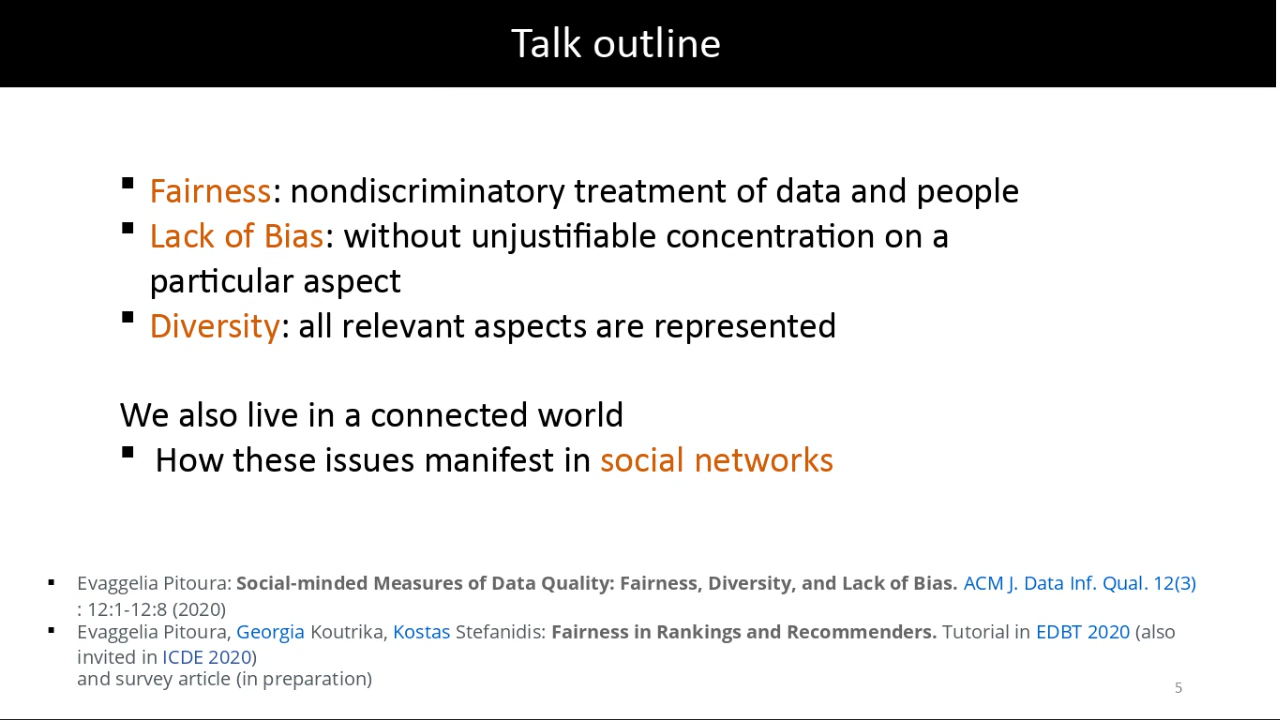 Talk outline
▪ Fairness: nondiscriminatory treatment of data and people
▪ Lack of Bias: without unjustifiable concentration on a
particular aspect
▪ Diversity: all relevant aspects are represented
We also live in a connected world
▪ How these issues manifest in social networks
▪ Evaggelia Pitoura: Social-minded Measures of Data Quality: Fairness, Diversity, and Lack of Bias. ACM J. Data Inf. Qual. 12(3)
: 12:1-12:8 (2020)
▪ Evaggelia Pitoura, Georgia Koutrika, Kostas Stefanidis: Fairness in Rankings and Recommenders. Tutorial in EDBT 2020 (also
invited in ICDE 2020)
and survey article (in preparation)
5